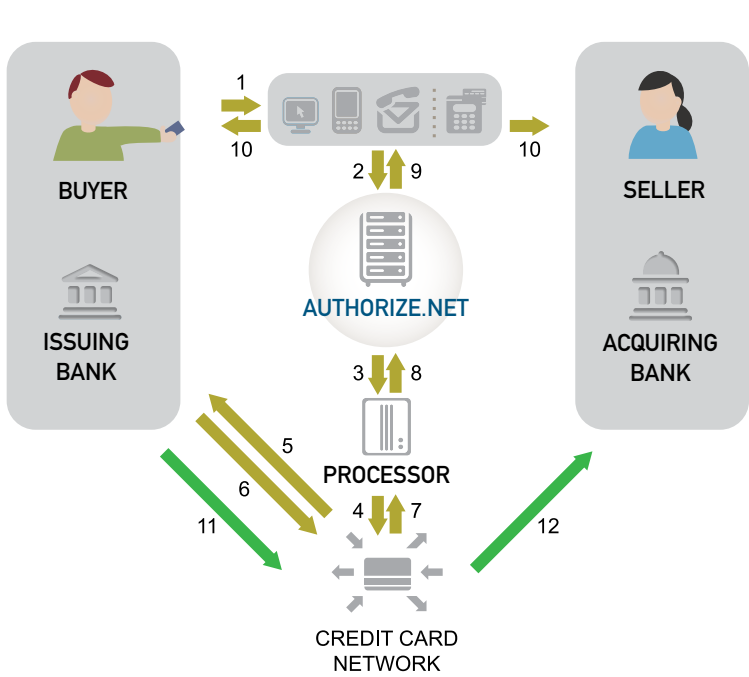 1
10
10
2
9
BUYER
SELLER
AUTHORIZE.NET
ISSUING
BANK
ACQUIRING
BANK
3
8
5
6
PROCESSOR
4
7
11
12
CREDIT CARD
NETWORK